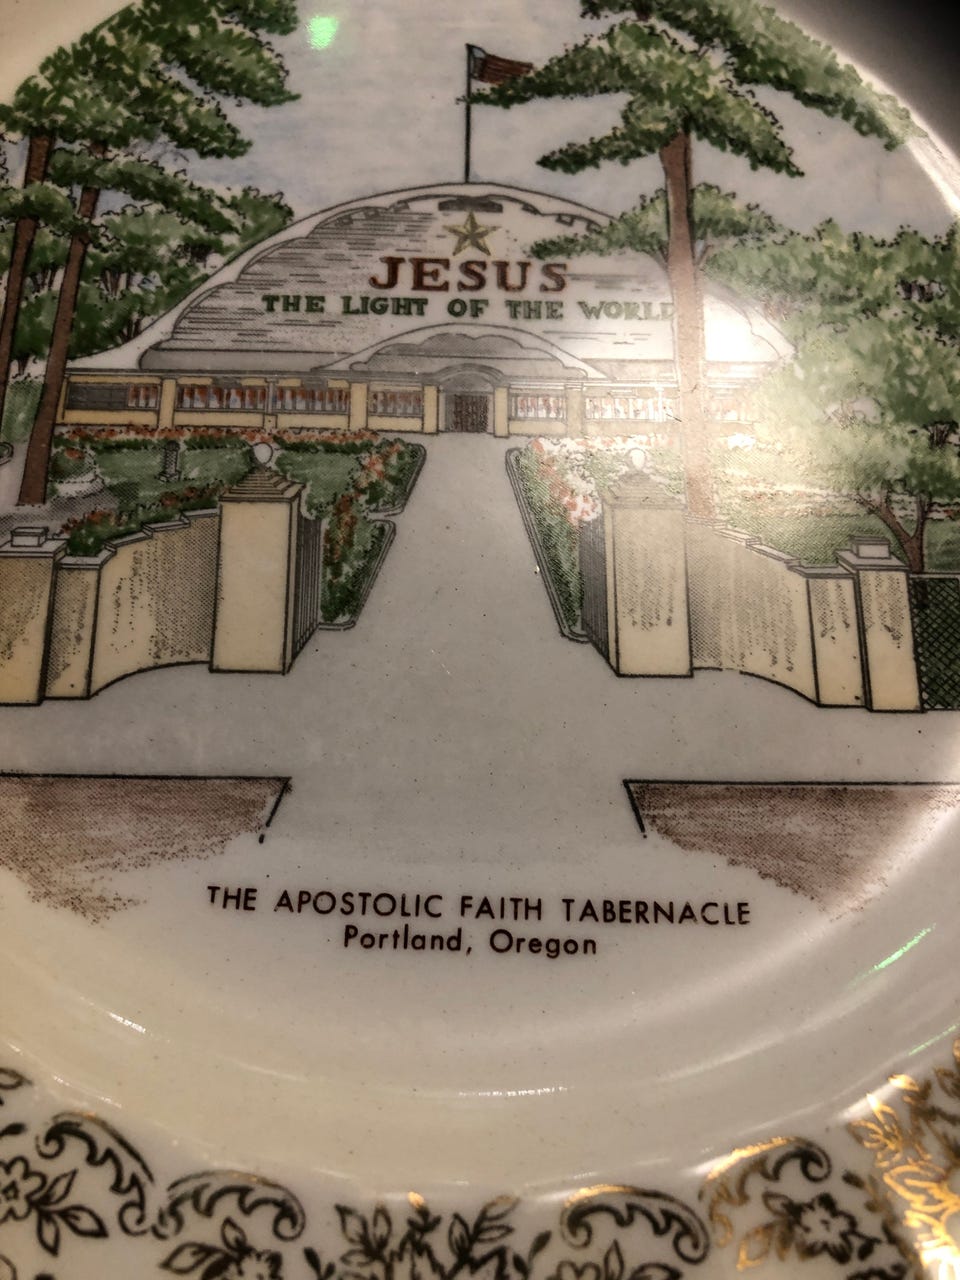 JESUS
THE LIGHT OF THE WORLD
THE APOSTOLIC FAITH TABERNACLE
Portland, Oregon